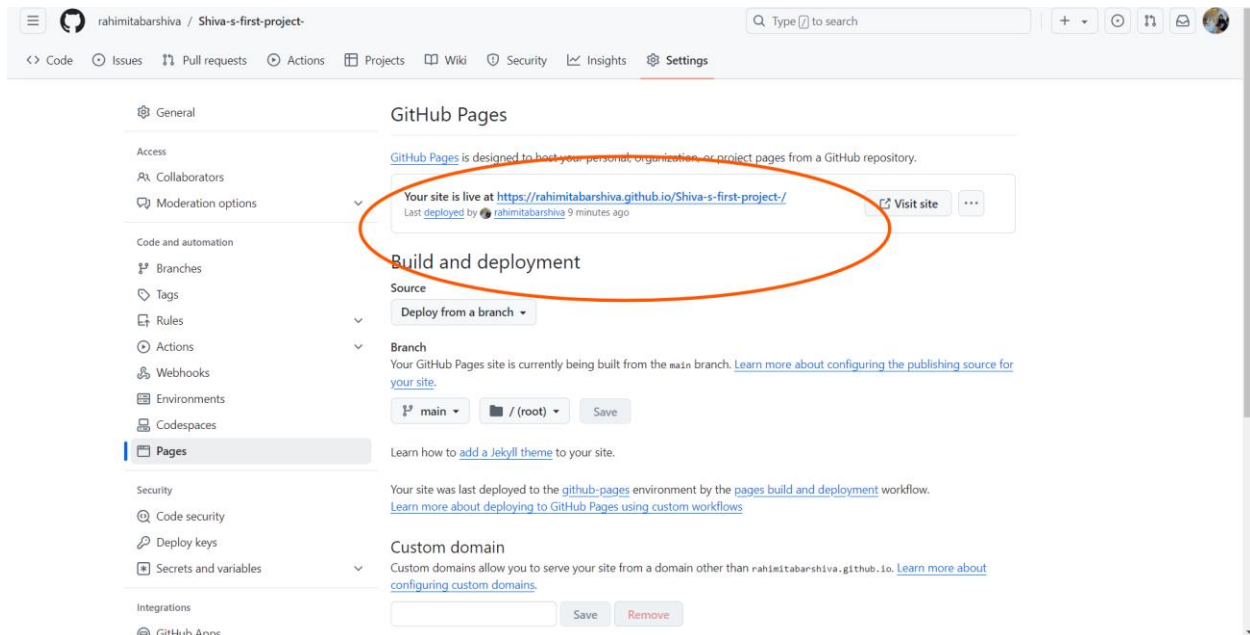 rahimitabarshiva / Shiva-s-first-project-
Type / to search
Code Issues Pull requests Actions Projects Wiki Security Insights Settings
General
Access
Collaborators
Moderation options
Code and automation
Branches
Tags
Rules
Actions
Webhooks
Environments
Codespaces
Pages
Security
Code security
Deploy keys
Secrets and variables
Integrations
GitHub Apps
GitHub Pages
GitHub Pages is designed to host your personal, organization, or project pages from a GitHub repository.
Your site is live at https://rahimitabarshiva.github.io/Shiva-s-first-project-/
Last deployed by rahimitabarshiva 9 minutes ago
Visit site
Build and deployment
Source
Deploy from a branch
Branch
Your GitHub Pages site is currently being built from the main branch. Learn more about configuring the publishing source for
your site.
main / (root) Save
Learn how to add a Jekyll theme to your site.
Your site was last deployed to the github-pages environment by the pages build and deployment workflow.
Learn more about deploying to GitHub Pages using custom workflows
Custom domain
Custom domains allow you to serve your site from a domain other than rahimitabarshiva.github.io. Learn more about
configuring custom domains.
Save Remove